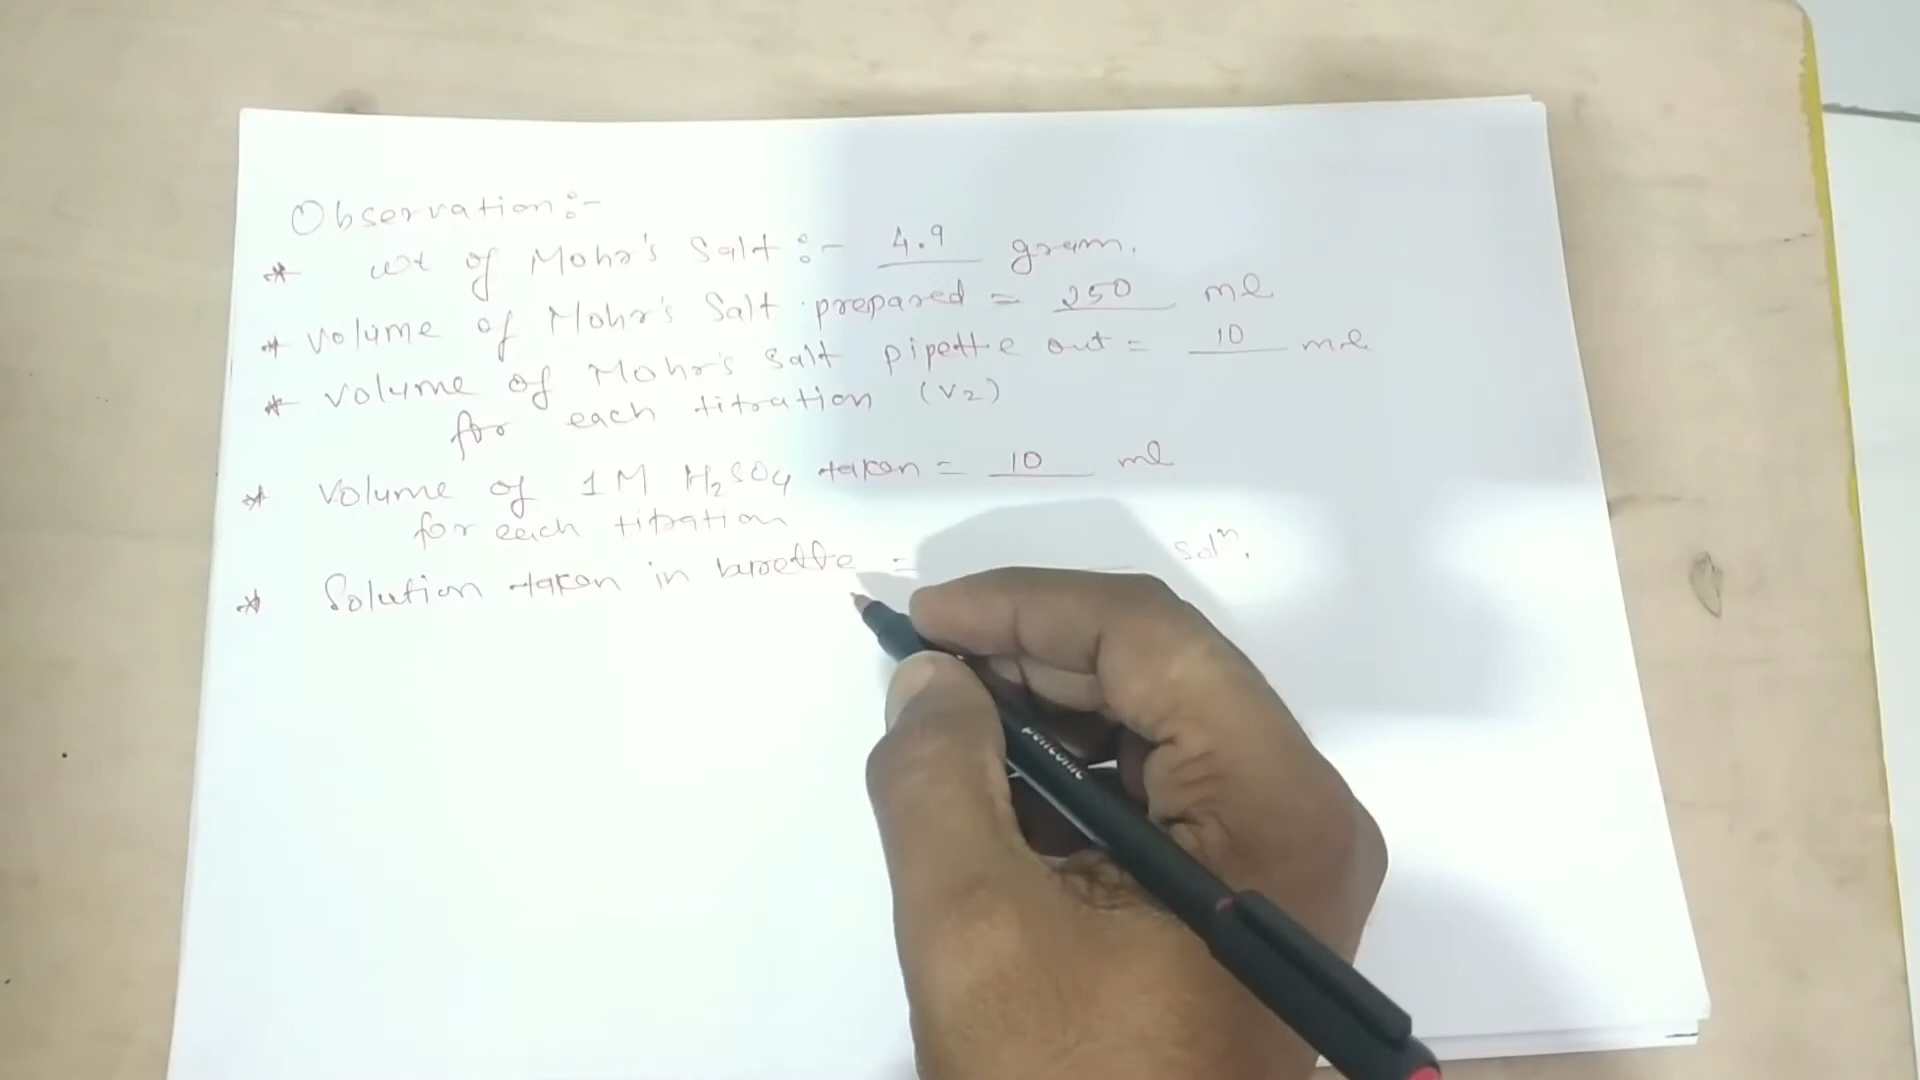 Observation:-
* wt of Mohr's Salt :- 4.9 gram.
* Volume of Mohr's Salt prepared = 250 ml
* Volume of Mohr's Salt pipette out = 10 ml
for each titration (V2)
* Volume of 1M H2SO4 taken = 10 ml
for each titration
* Solution taken in burette = ______ solⁿ.